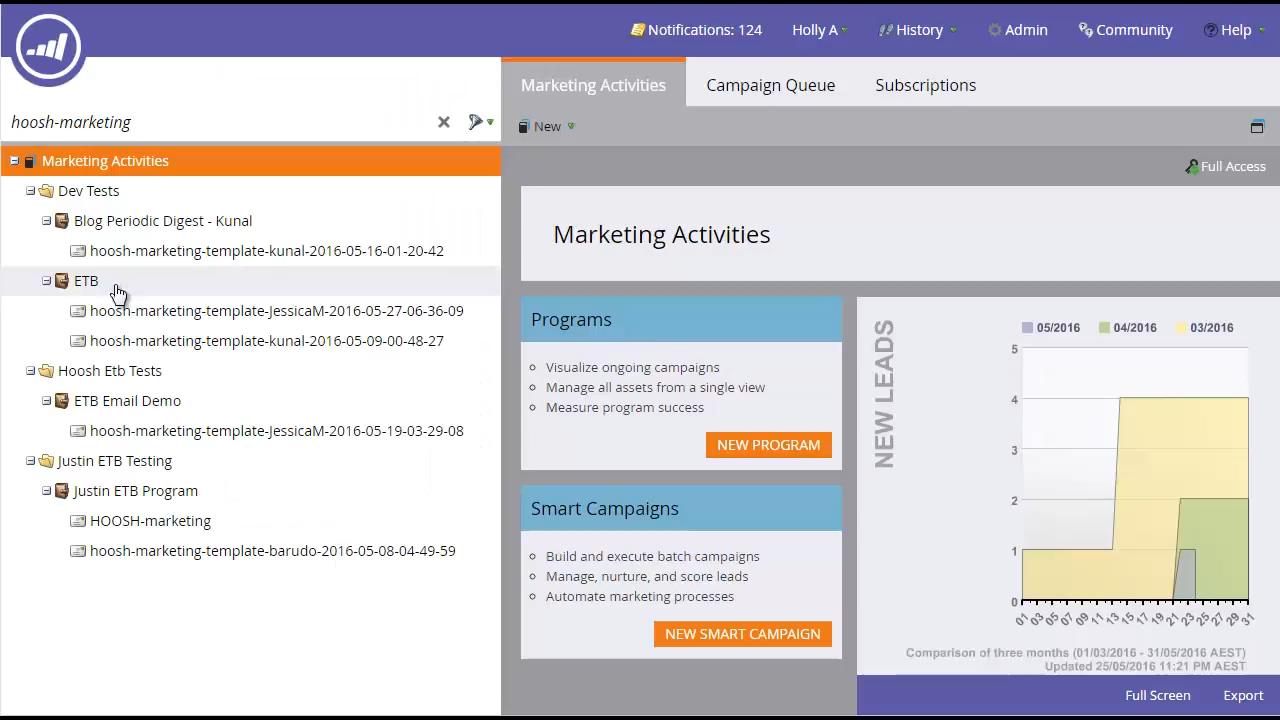 Notifications: 124
Holly A
History
Admin
Community
Help
hoosh-marketing
Marketing Activities
Campaign Queue
Subscriptions
New
Full Access
Marketing Activities
Dev Tests
Blog Periodic Digest - Kunal
hoosh-marketing-template-kunal-2016-05-16-01-20-42
ETB
hoosh-marketing-template-JessicaM-2016-05-27-06-36-09
hoosh-marketing-template-kunal-2016-05-09-00-48-27
Hoosh Etb Tests
ETB Email Demo
hoosh-marketing-template-JessicaM-2016-05-19-03-29-08
Justin ETB Testing
Justin ETB Program
HOOSH-marketing
hoosh-marketing-template-barudo-2016-05-08-04-49-59
Marketing Activities
Programs
Visualize ongoing campaigns
Manage all assets from a single view
Measure program success
NEW PROGRAM
Smart Campaigns
Build and execute batch campaigns
Manage, nurture, and score leads
Automate marketing processes
NEW SMART CAMPAIGN
NEW LEADS
05/2016 04/2016 03/2016
5
4
3
2
1
0
01 03 05 07 09 11 13 15 17 19 21 23 25 27 29 31
Comparison of three months (01/03/2016 - 31/05/2016 AEST)
Updated 25/05/2016 11:21 PM AEST
Full Screen
Export